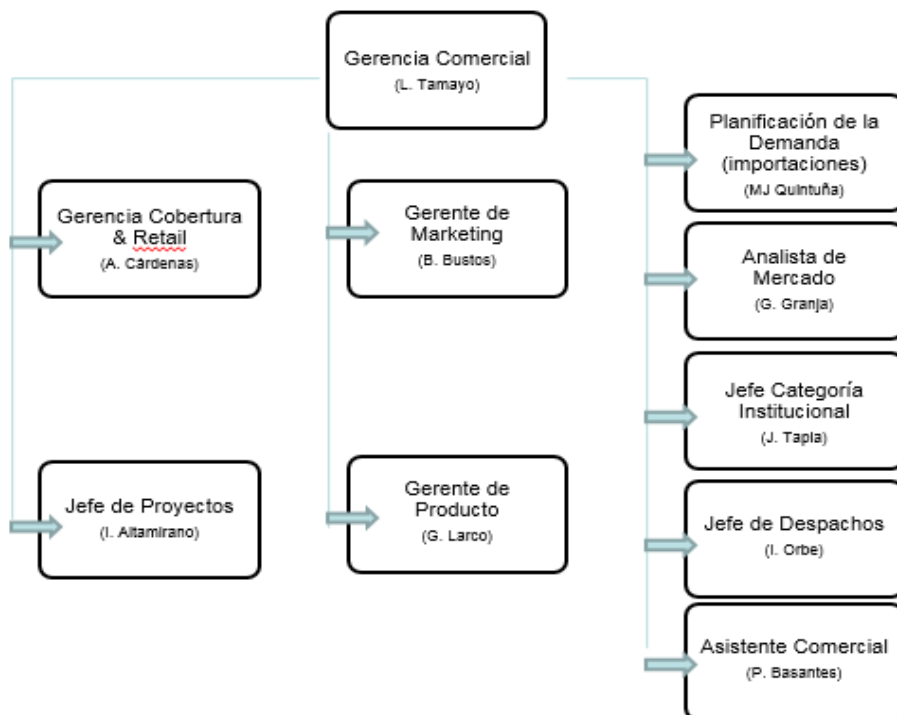 Gerencia Comercial
(L. Tamayo)
Gerencia Cobertura
& Retail
(A. Cárdenas)
Jefe de Proyectos
(I. Altamirano)
Gerente de
Marketing
(B. Bustos)
Gerente de
Producto
(G. Larco)
Planificación de la
Demanda
(importaciones)
(MJ Quintuña)
Analista de
Mercado
(G. Granja)
Jefe Categoría
Institucional
(J. Tapia)
Jefe de Despachos
(I. Orbe)
Asistente Comercial
(P. Basantes)